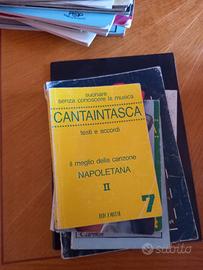 suonare
senza conoscere la musica
CANTAINTASCA
testi e accordi
il meglio della canzone
NAPOLETANA
II
7
subito